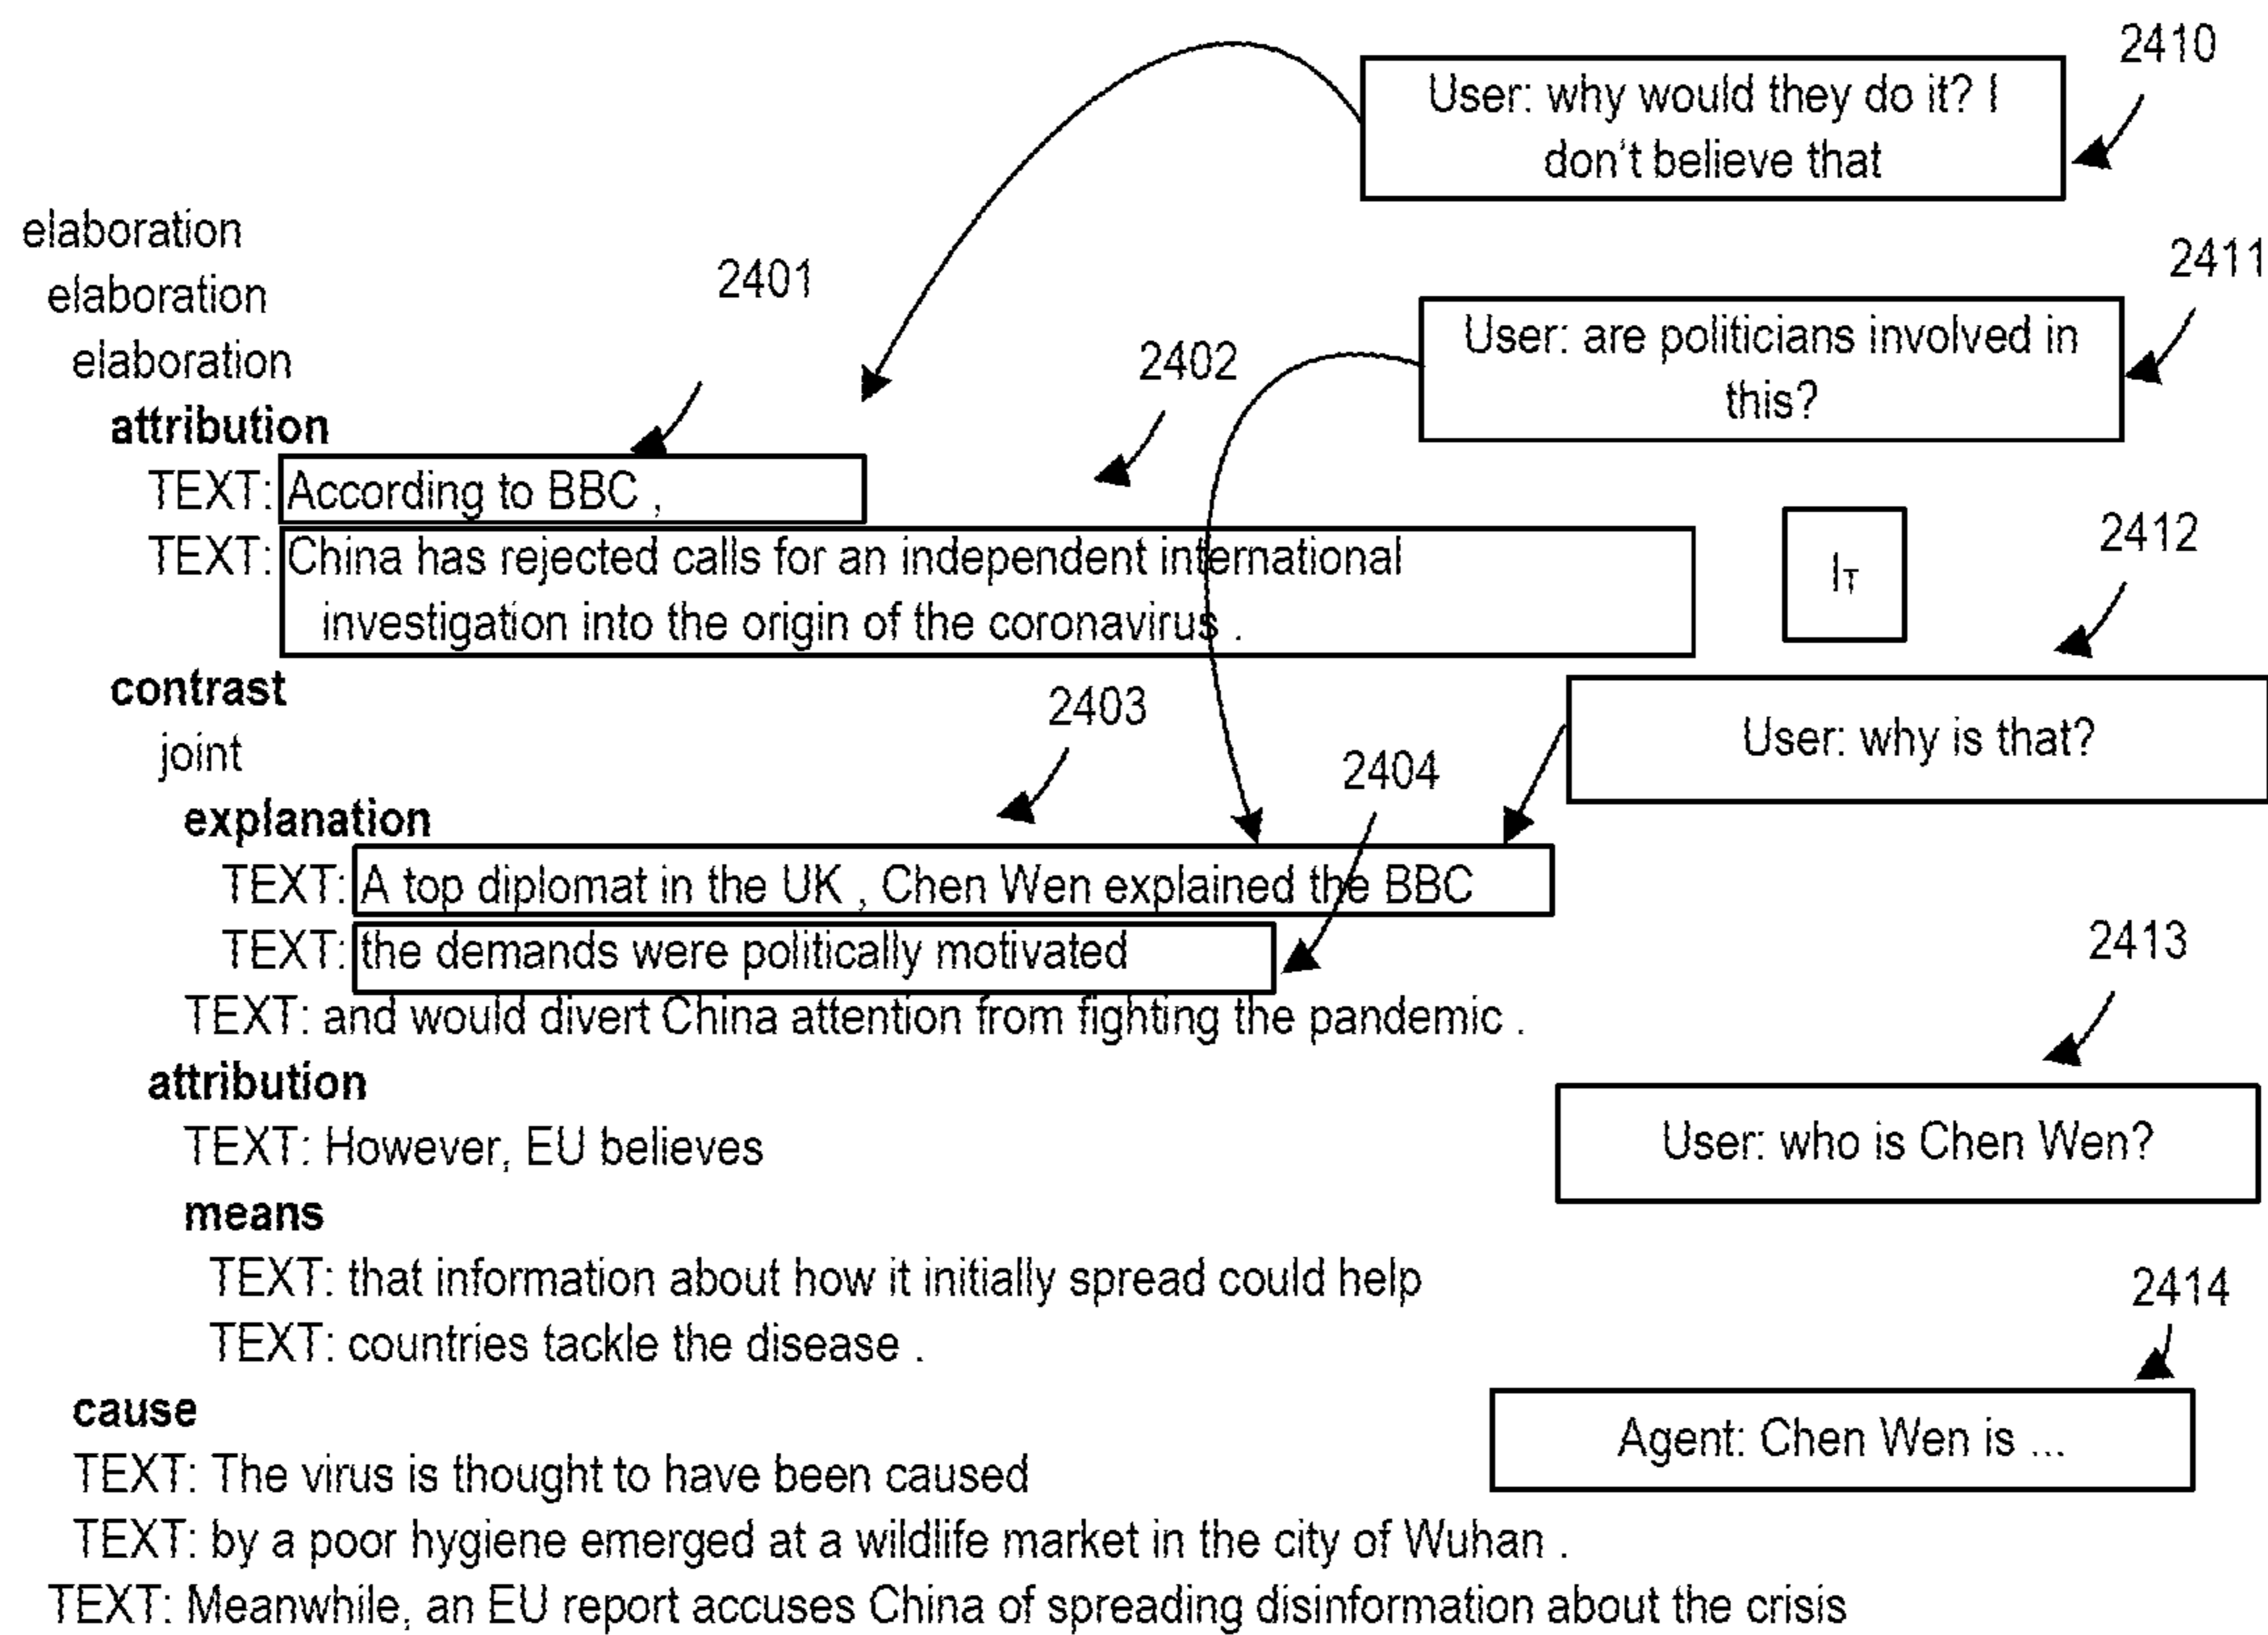 2410
User: why would they do it? I
don't believe that
elaboration
elaboration
elaboration
2401
2402
2411
User: are politicians involved in
this?
attribution
TEXT: According to BBC ,
TEXT: China has rejected calls for an independent international
investigation into the origin of the coronavirus .
IT
2412
contrast
joint
2403
2404
User: why is that?
explanation
TEXT: A top diplomat in the UK , Chen Wen explained the BBC
TEXT: the demands were politically motivated
TEXT: and would divert China attention from fighting the pandemic .
2413
attribution
TEXT: However, EU believes
User: who is Chen Wen?
means
TEXT: that information about how it initially spread could help
TEXT: countries tackle the disease .
2414
cause
Agent: Chen Wen is ...
TEXT: The virus is thought to have been caused
TEXT: by a poor hygiene emerged at a wildlife market in the city of Wuhan .
TEXT: Meanwhile, an EU report accuses China of spreading disinformation about the crisis